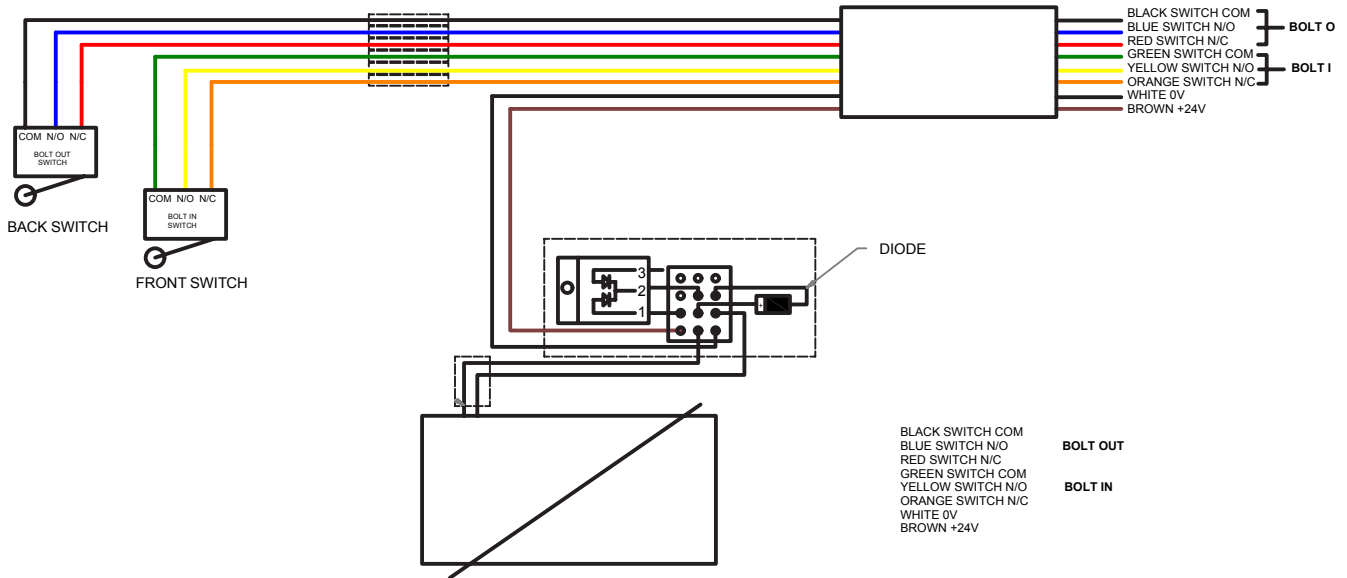 BLACK SWITCH COM
BLUE SWITCH N/O
BOLT O
RED SWITCH N/C
GREEN SWITCH COM
YELLOW SWITCH N/O
BOLT I
ORANGE SWITCH N/C
WHITE 0V
BROWN +24V
COM N/O N/C
BOLT OUT
SWITCH
BACK SWITCH
COM N/O N/C
BOLT IN
SWITCH
FRONT SWITCH
DIODE
3
2
1
+
BLACK SWITCH COM
BLUE SWITCH N/O BOLT OUT
RED SWITCH N/C
GREEN SWITCH COM
YELLOW SWITCH N/O BOLT IN
ORANGE SWITCH N/C
WHITE 0V
BROWN +24V